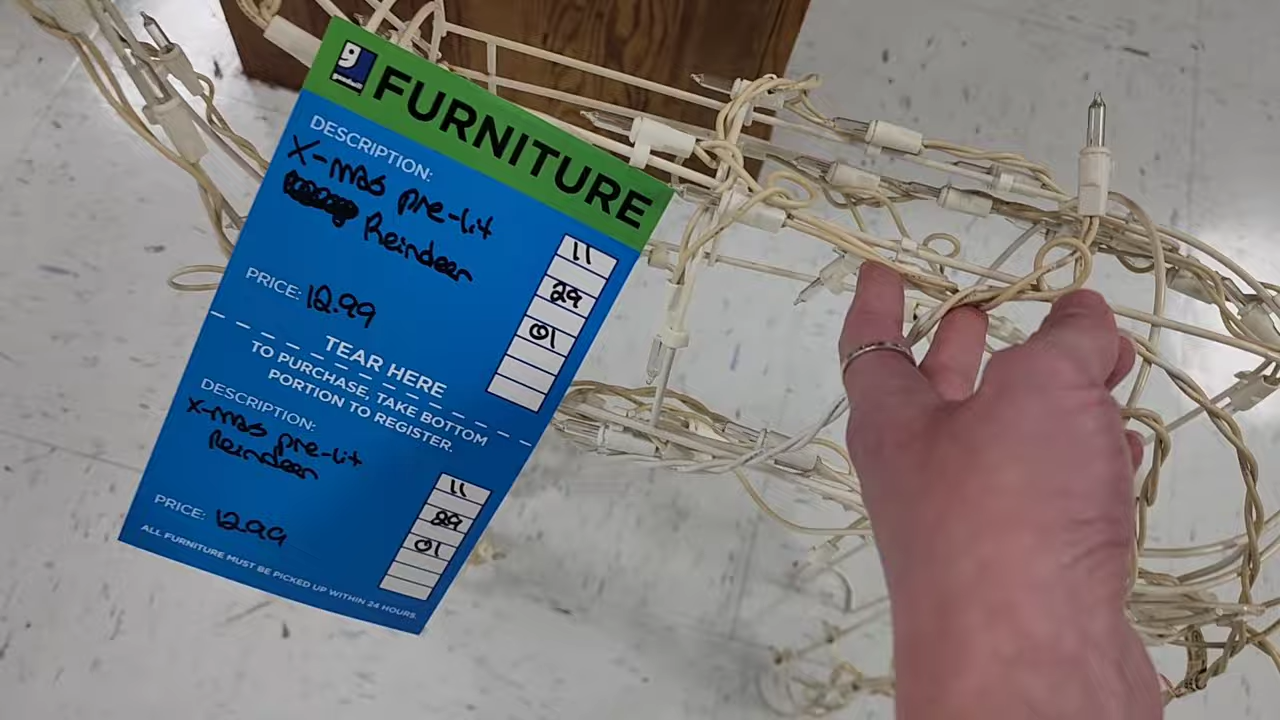 g
goodwill
FURNITURE
DESCRIPTION:
X-mas pre-lit
Reindeer
11
29
01
PRICE: 12.99
TEAR HERE
TO PURCHASE, TAKE BOTTOM
PORTION TO REGISTER.
DESCRIPTION:
X-mas pre-lit
Reindeer
11
29
01
PRICE: 12.99
ALL FURNITURE MUST BE PICKED UP WITHIN 24 HOURS.